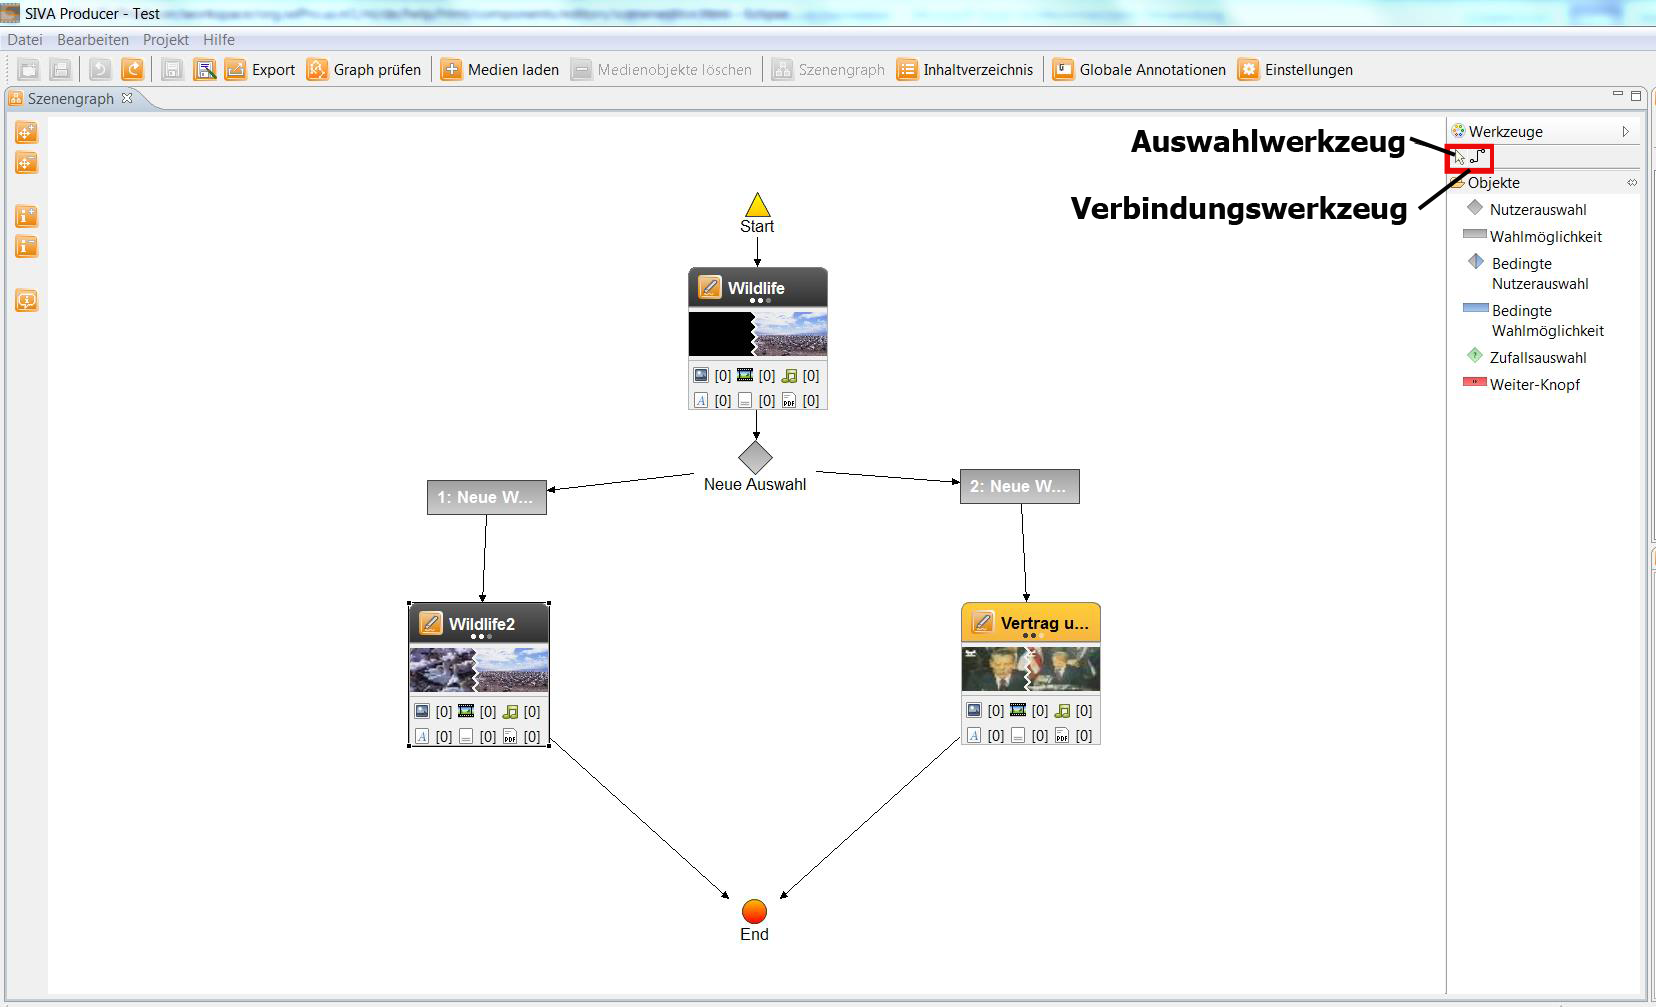 SIVA Producer - Test
Datei Bearbeiten Projekt Hilfe
Export Graph prüfen Medien laden Medienobjekte löschen Szenengraph Inhaltverzeichnis Globale Annotationen Einstellungen
Szenengraph
Auswahlwerkzeug
Verbindungswerkzeug
Werkzeuge
Objekte
Nutzerauswahl
Wahlmöglichkeit
Bedingte
Nutzerauswahl
Bedingte
Wahlmöglichkeit
Zufallsauswahl
Weiter-Knopf
Start
Wildlife
[0] [0] [0]
A [0] [0] PDF [0]
Neue Auswahl
1: Neue W...
2: Neue W...
Wildlife2
[0] [0] [0]
A [0] [0] PDF [0]
Vertrag u...
[0] [0] [0]
A [0] [0] PDF [0]
End